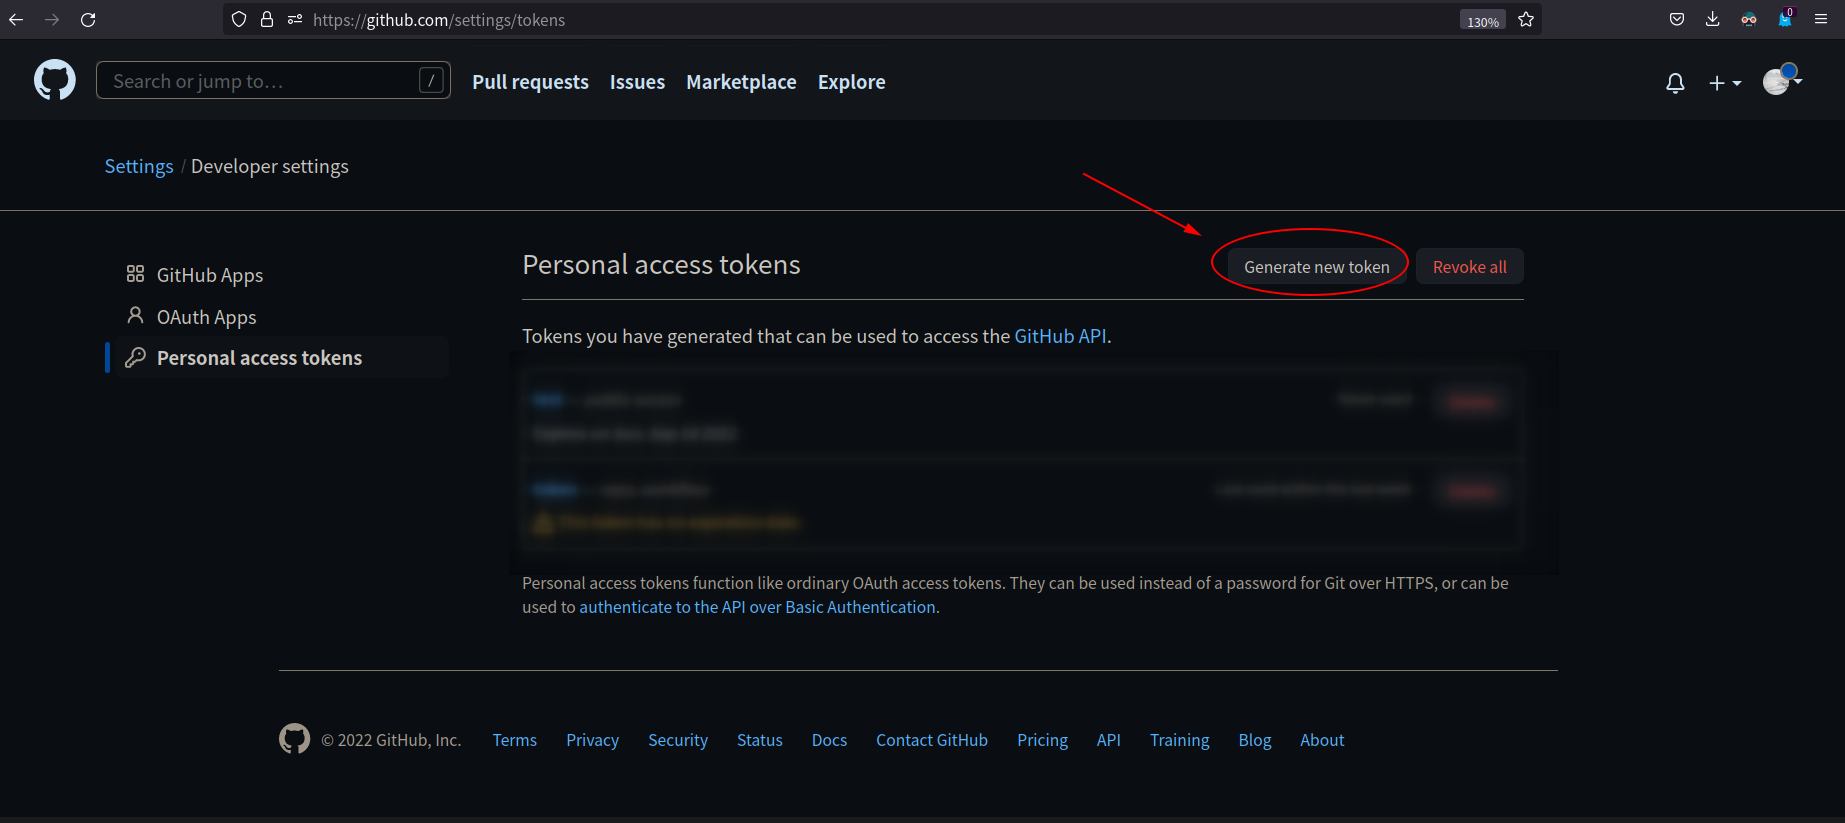 https://github.com/settings/tokens 130% 0
Search or jump to… / Pull requests Issues Marketplace Explore
Settings / Developer settings
GitHub Apps
OAuth Apps
Personal access tokens
Personal access tokens Generate new token Revoke all
Tokens you have generated that can be used to access the GitHub API.
Personal access tokens function like ordinary OAuth access tokens. They can be used instead of a password for Git over HTTPS, or can be
used to authenticate to the API over Basic Authentication.
© 2022 GitHub, Inc. Terms Privacy Security Status Docs Contact GitHub Pricing API Training Blog About